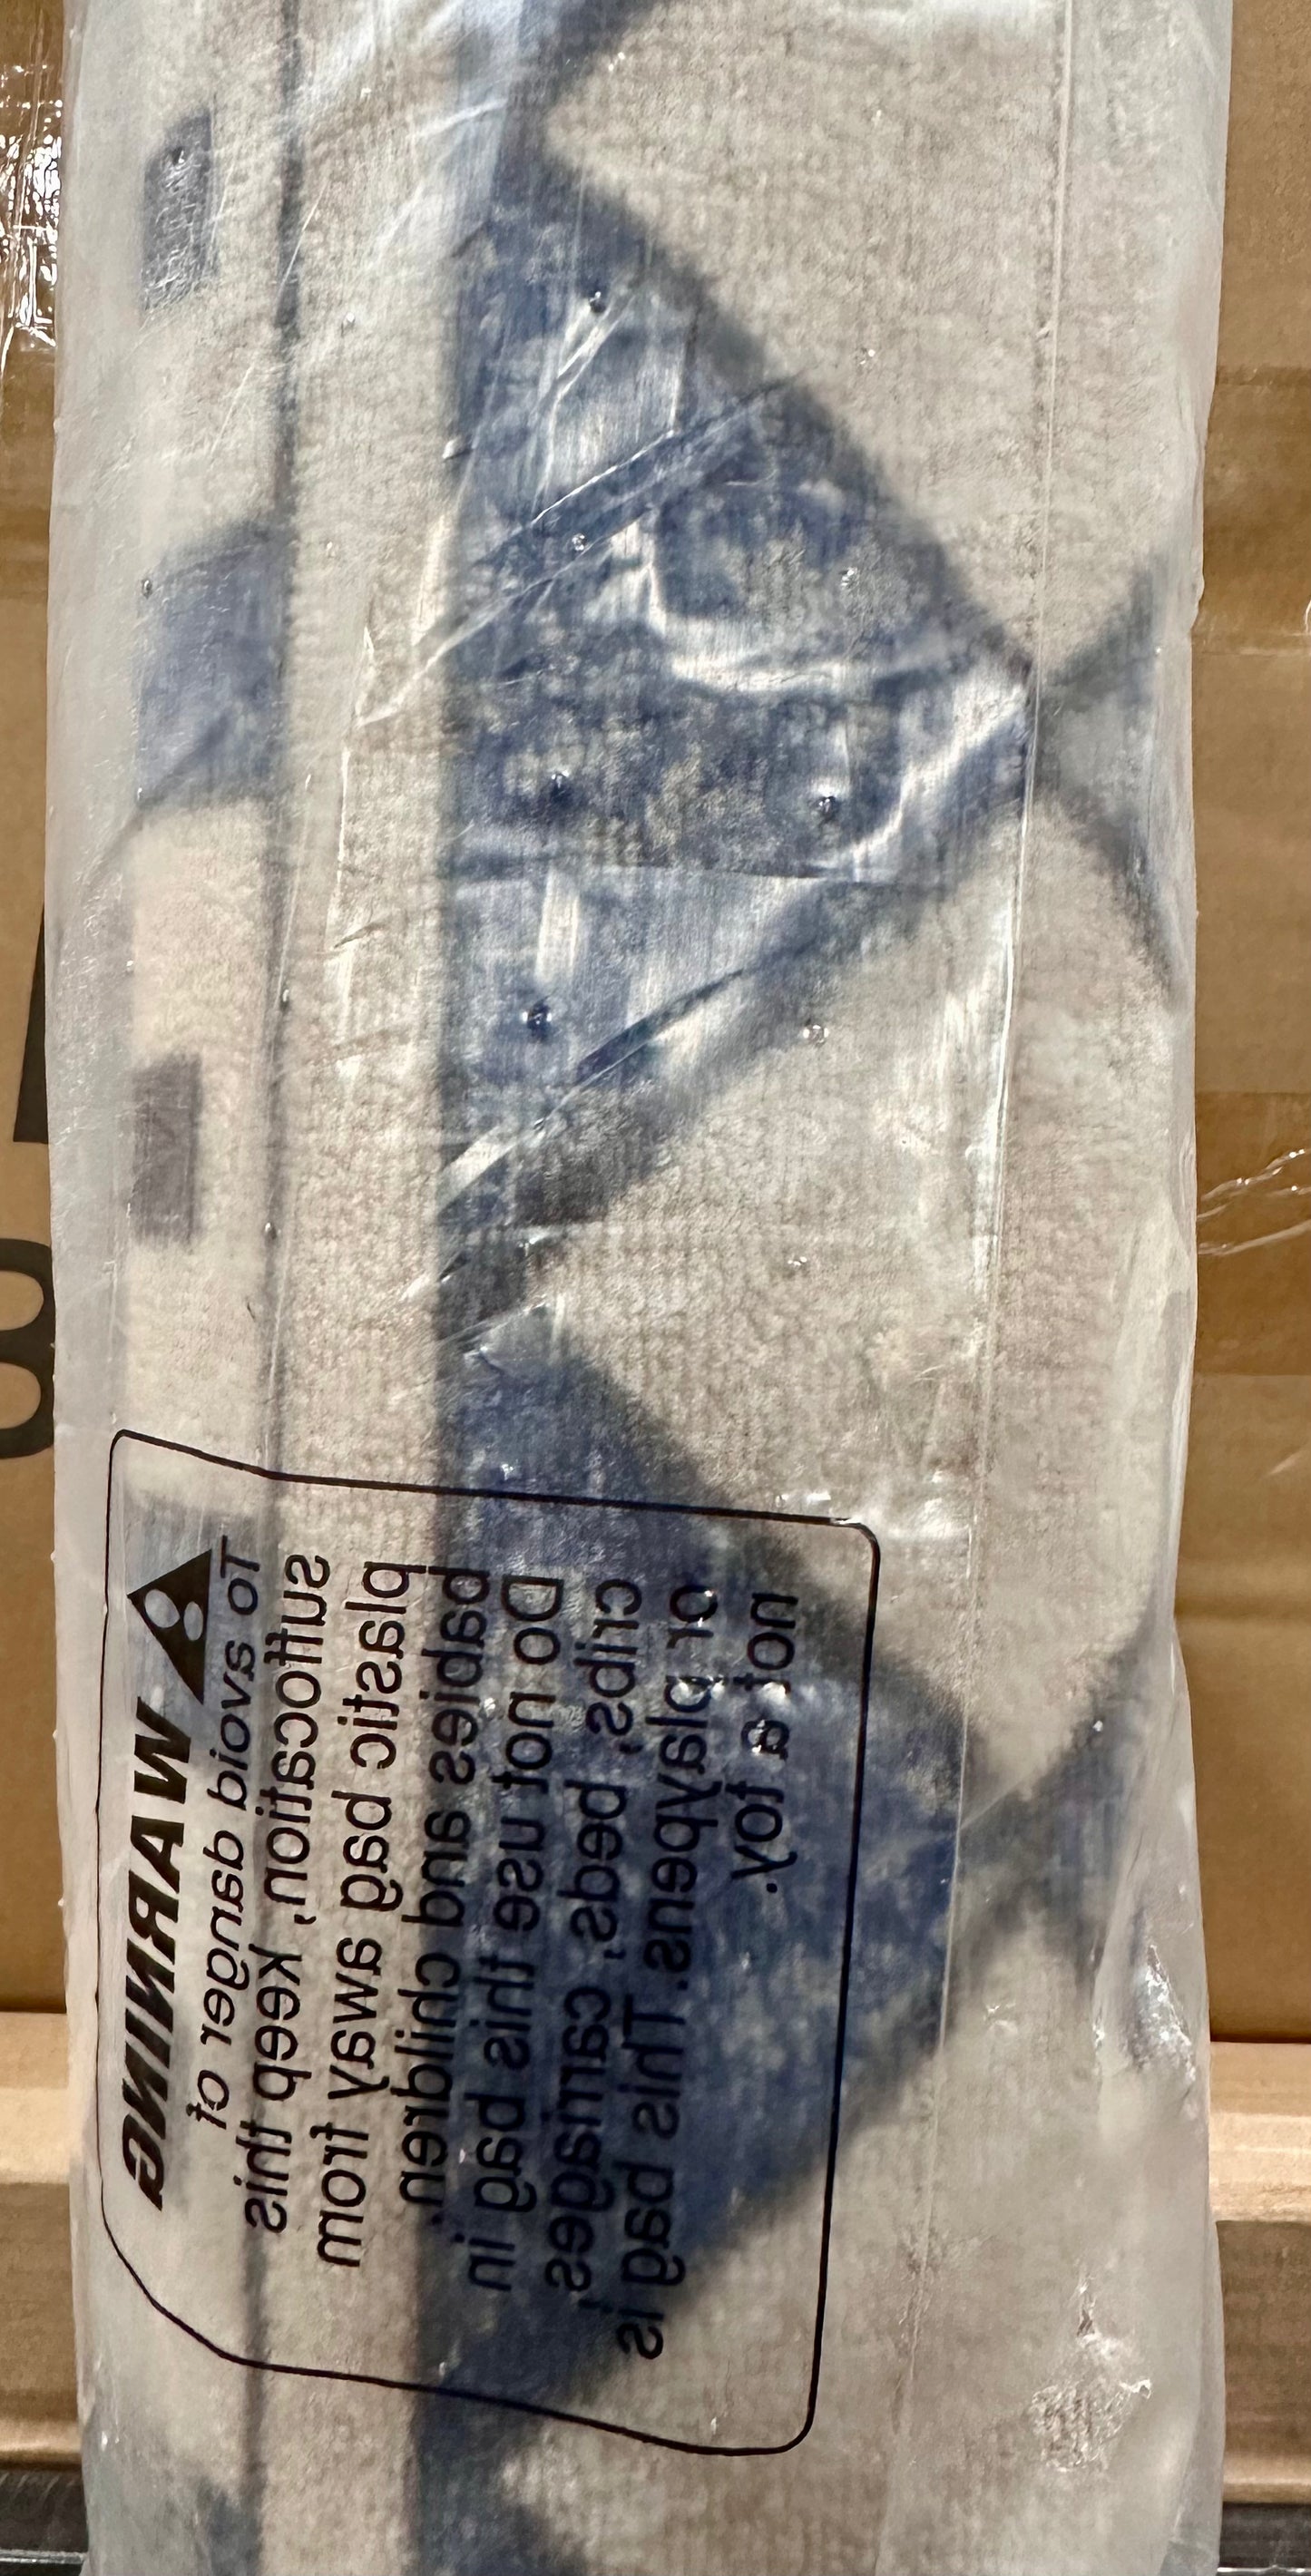 WARNING
To avoid danger of
suffocation, keep this
plastic bag away from
babies and children.
Do not use this bag in
cribs, beds, carriages,
or playpens. This bag is
not a toy.
8